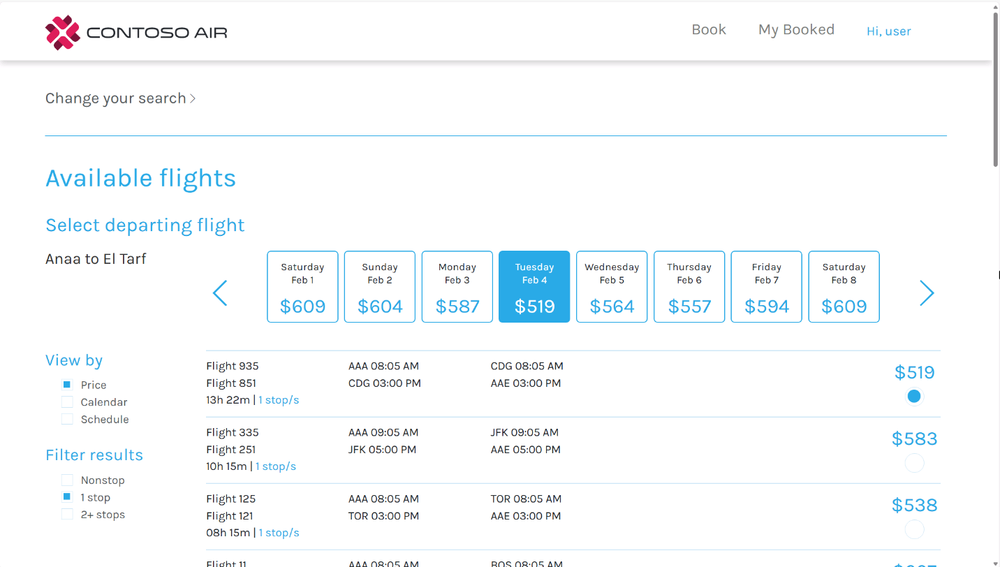 CONTOSO AIR
Book
My Booked
Hi, user
Change your search
Available flights
Select departing flight
Anaa to El Tarf
Saturday
Feb 1
$609
Sunday
Feb 2
$604
Monday
Feb 3
$587
Tuesday
Feb 4
$519
Wednesday
Feb 5
$564
Thursday
Feb 6
$557
Friday
Feb 7
$594
Saturday
Feb 8
$609
View by
Price
Calendar
Schedule
Filter results
Nonstop
1 stop
2+ stops
Flight 935 AAA 08:05 AM CDG 08:05 AM
Flight 851 CDG 03:00 PM AAE 03:00 PM
13h 22m | 1 stop/s
$519
Flight 335 AAA 09:05 AM JFK 09:05 AM
Flight 251 JFK 05:00 PM AAE 05:00 PM
10h 15m | 1 stop/s
$583
Flight 125 AAA 08:05 AM TOR 08:05 AM
Flight 121 TOR 03:00 PM AAE 03:00 PM
08h 15m | 1 stop/s
$538
Flight 11 AAA 08:05 AM BOS 08:05 AM